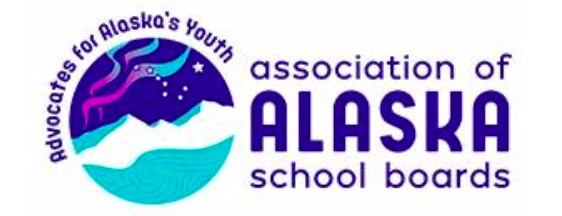 Advocates for Alaska's Youth
association of
ALASKA
school boards